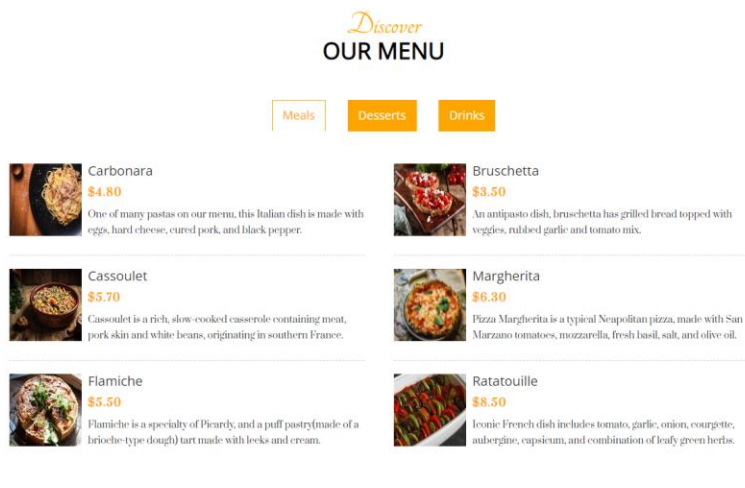 Discover
OUR MENU
Meals
Desserts
Drinks
Carbonara
$4.80
One of many pastas on our menu, this Italian dish is made with
eggs, hard cheese, cured pork, and black pepper.
Bruschetta
$3.50
An antipasto dish, bruschetta has grilled bread topped with
veggies, rubbed garlic and tomato mix.
Cassoulet
$5.70
Cassoulet is a rich, slow-cooked casserole containing meat,
pork skin and white beans, originating in southern France.
Margherita
$6.30
Pizza Margherita is a typical Neapolitan pizza, made with San
Marzano tomatoes, mozzarella, fresh basil, salt, and olive oil.
Flamiche
$5.50
Flamiche is a specialty of Picardy, and a puff pastry(made of a
brioche-type dough) tart made with leeks and cream.
Ratatouille
$8.50
Iconic French dish includes tomato, garlic, onion, courgette,
aubergine, capsicum, and combination of leafy green herbs.